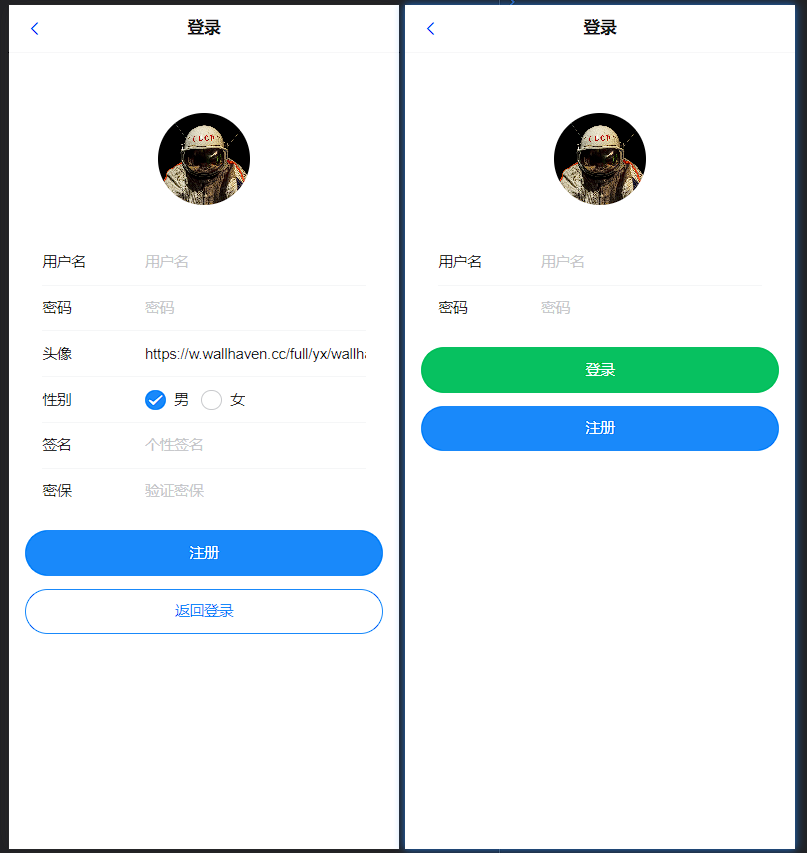 登录
用户名 用户名
密码 密码
头像 https://w.wallhaven.cc/full/yx/wallh
性别 男 女
签名 个性签名
密保 验证密保
注册
返回登录
登录
用户名 用户名
密码 密码
登录
注册